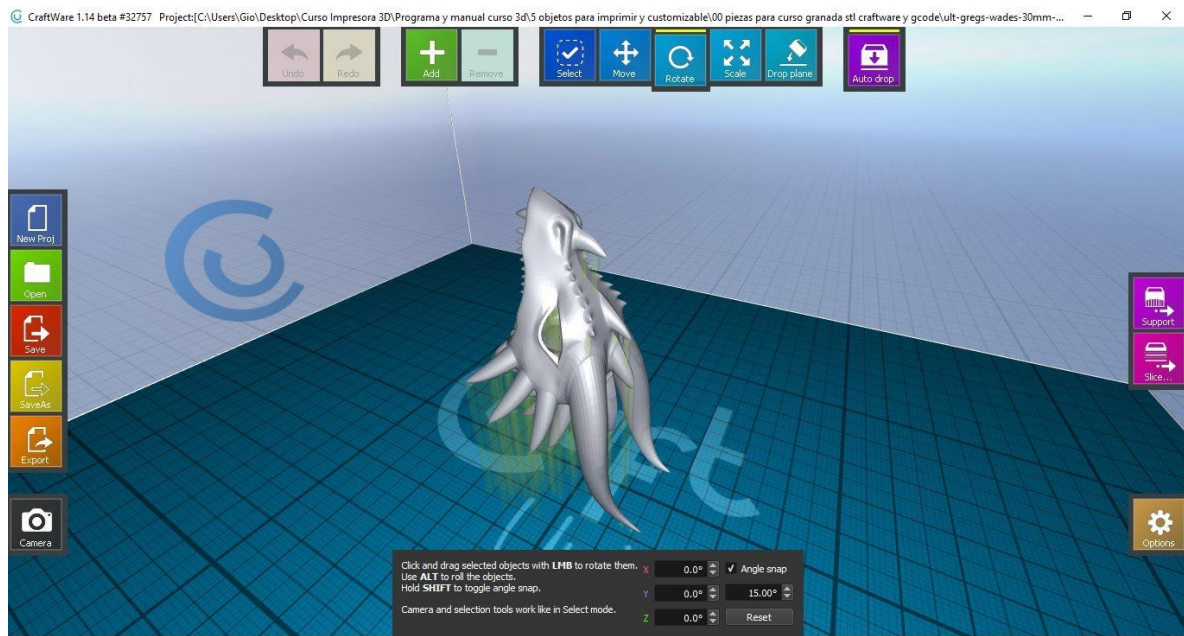 CraftWare 1.14 beta #32757 Project:[C:\Users\Gio\Desktop\Curso Impresora 3D\Programa y manual curso 3d\5 objetos para imprimir y customizable\00 piezas para curso granada stl craftware y gcode\ult-gregs-wades-30mm-...
Undo Redo Add Remove Select Move Rotate Scale Drop plane Auto drop
New Proj
Open
Save
SaveAs
Export
Camera
Support
Slice...
Options
Craft
Click and drag selected objects with LMB to rotate them.
Use ALT to roll the objects.
Hold SHIFT to toggle angle snap.
Camera and selection tools work like in Select mode.
X 0.0° Angle snap
Y 0.0° 15.00°
Z 0.0° Reset